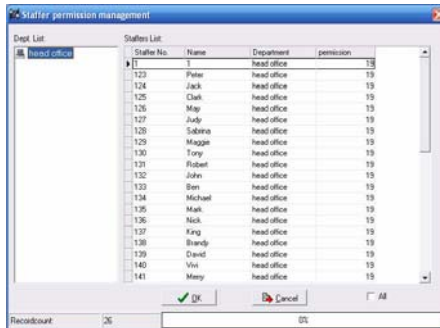 Staffer permission management
Dept. List:
head office
Staffers List:
Staffer No. Name Department permission
1 1 head office 19
123 Peter head office 19
124 Jack head office 19
125 Clark head office 19
126 May head office 19
127 Judy head office 19
128 Sabrina head office 19
129 Maggie head office 19
130 Tony head office 19
131 Robert head office 19
132 John head office 19
133 Ben head office 19
134 Michael head office 19
135 Mark head office 19
136 Nick head office 19
137 King head office 19
138 Brandy head office 19
139 David head office 19
140 Vivi head office 19
141 Merry head office 19
OK Cancel All
Recordcount: 26 0%